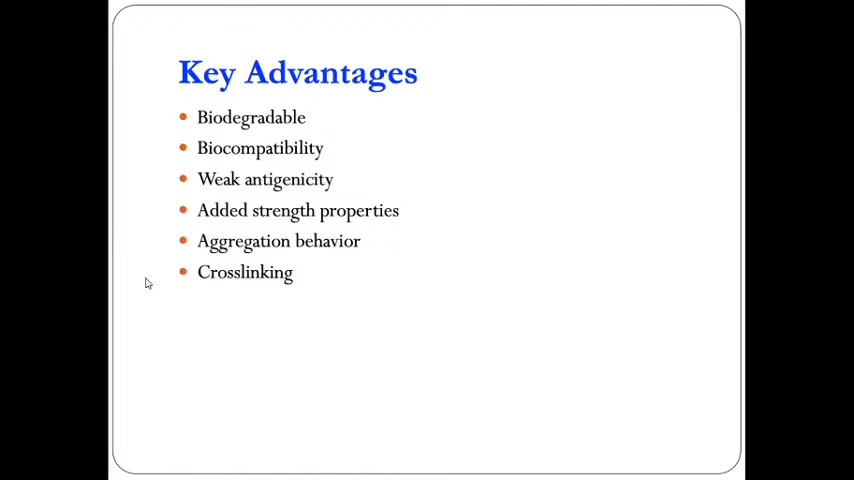 Key Advantages
Biodegradable
Biocompatibility
Weak antigenicity
Added strength properties
Aggregation behavior
Crosslinking